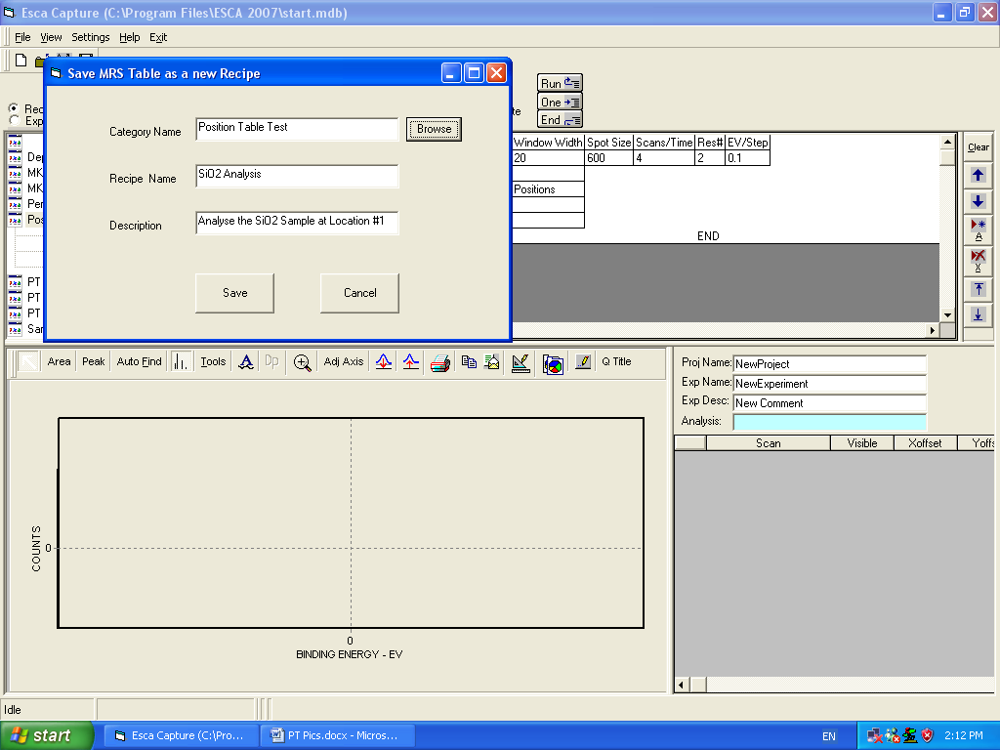 Esca Capture (C:\Program Files\ESCA 2007\start.mdb)
File View Settings Help Exit
Save MRS Table as a new Recipe
Category Name Position Table Test Browse
Recipe Name SiO2 Analysis
Description Analyse the SiO2 Sample at Location #1
Save Cancel
Run
One
End
Rec
Exp
te
Dep
MK
MK
Per
Pos
PT
PT
PT
Sam
Window Width Spot Size Scans/Time Res# EV/Step
20 600 4 2 0.1
Positions
END
Clear
A
X
Area Peak Auto Find Tools A Dp Adj Axis Q Title
Proj Name: NewProject
Exp Name: NewExperiment
Exp Desc: New Comment
Analysis:
Scan Visible Xoffset Yoffs
COUNTS
0
0
BINDING ENERGY - EV
Idle
start Esca Capture (C:\Pro... PT Pics.docx - Micros... EN 2:12 PM